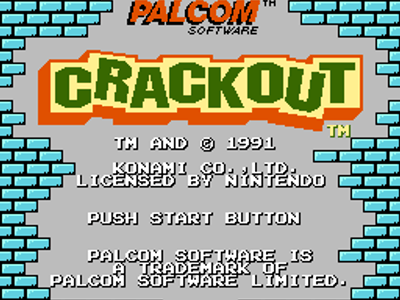 PALCOM TM
SOFTWARE
CRACKOUT
TM
TM AND © 1991
KONAMI CO.,LTD.
LICENSED BY NINTENDO
PUSH START BUTTON
PALCOM SOFTWARE IS
A TRADEMARK OF
PALCOM SOFTWARE LIMITED.